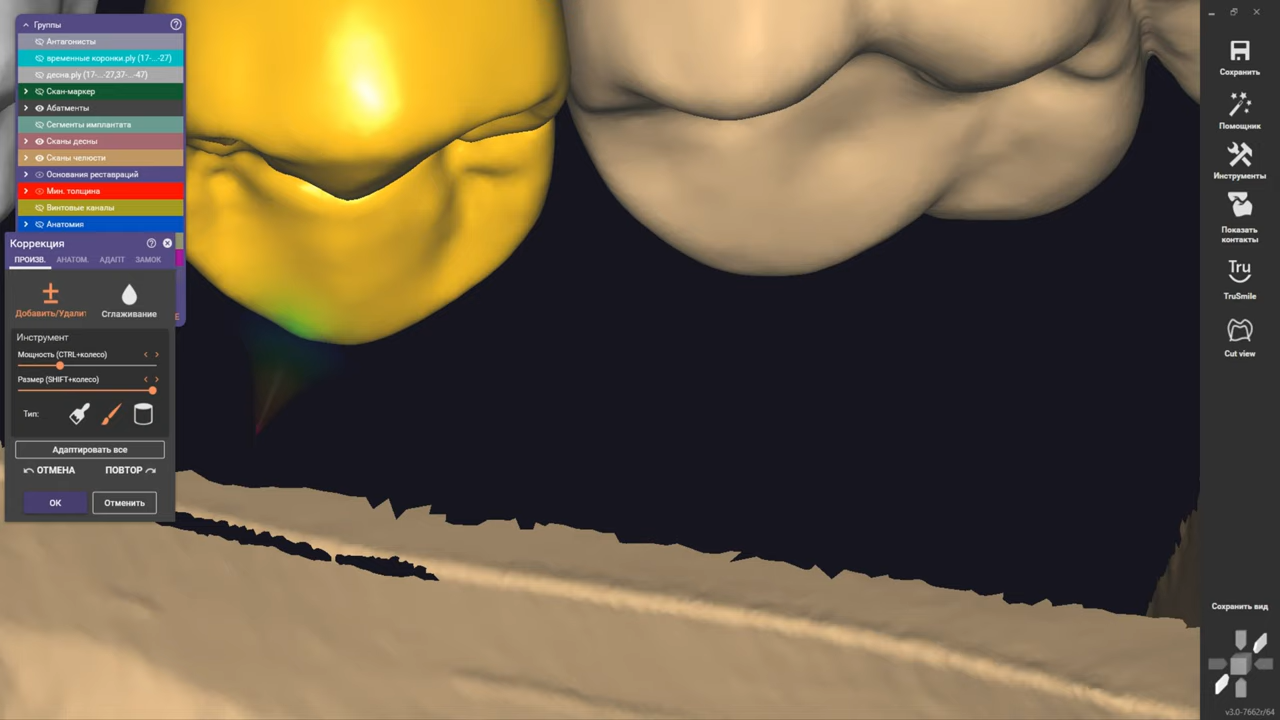 Группы
Антагонисты
временные коронки.ply (17-...-27)
десна.ply (17-...-27,37-...-47)
Скан-маркер
Абатменты
Сегменты имплантата
Сканы десны
Сканы челюсти
Основания реставраций
Мин. толщина
Винтовые каналы
Анатомия
Коррекция
ПРОИЗВ. АНАТОМ. АДАПТ ЗАМОК
Добавить/Удалит Сглаживание
Инструмент
Мощность (CTRL+колесо)
Размер (SHIFT+колесо)
Тип:
Адаптировать все
ОТМЕНА ПОВТОР
ОК Отменить
Сохранить
Помощник
Инструменты
Показать
контакты
Tru
TruSmile
Cut view
Сохранить вид
v3.0-7662r/64